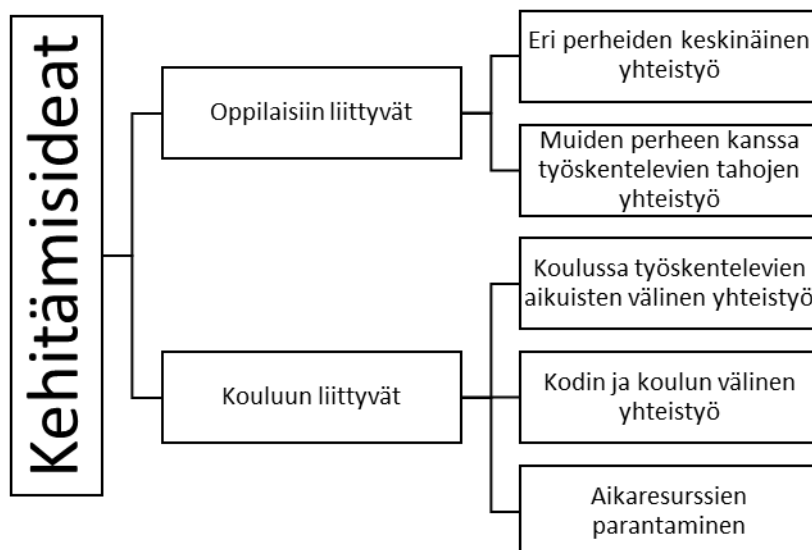 Kehitämisideat
Oppilaisiin liittyvät
Eri perheiden keskinäinen
yhteistyö
Muiden perheen kanssa
työskentelevien tahojen
yhteistyö
Kouluun liittyvät
Koulussa työskentelevien
aikuisten välinen yhteistyö
Kodin ja koulun välinen
yhteistyö
Aikaresurssien
parantaminen